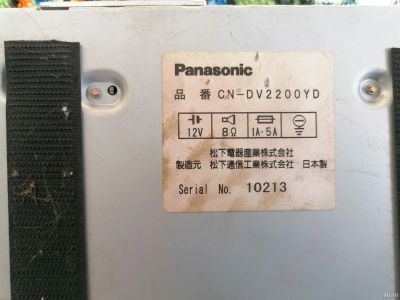 Panasonic
品 番 CN-DV2200YD
12V 8Ω 1A・5A
松下電器産業株式会社
製造元 松下通信工業株式会社 日本製
Serial No. 10213